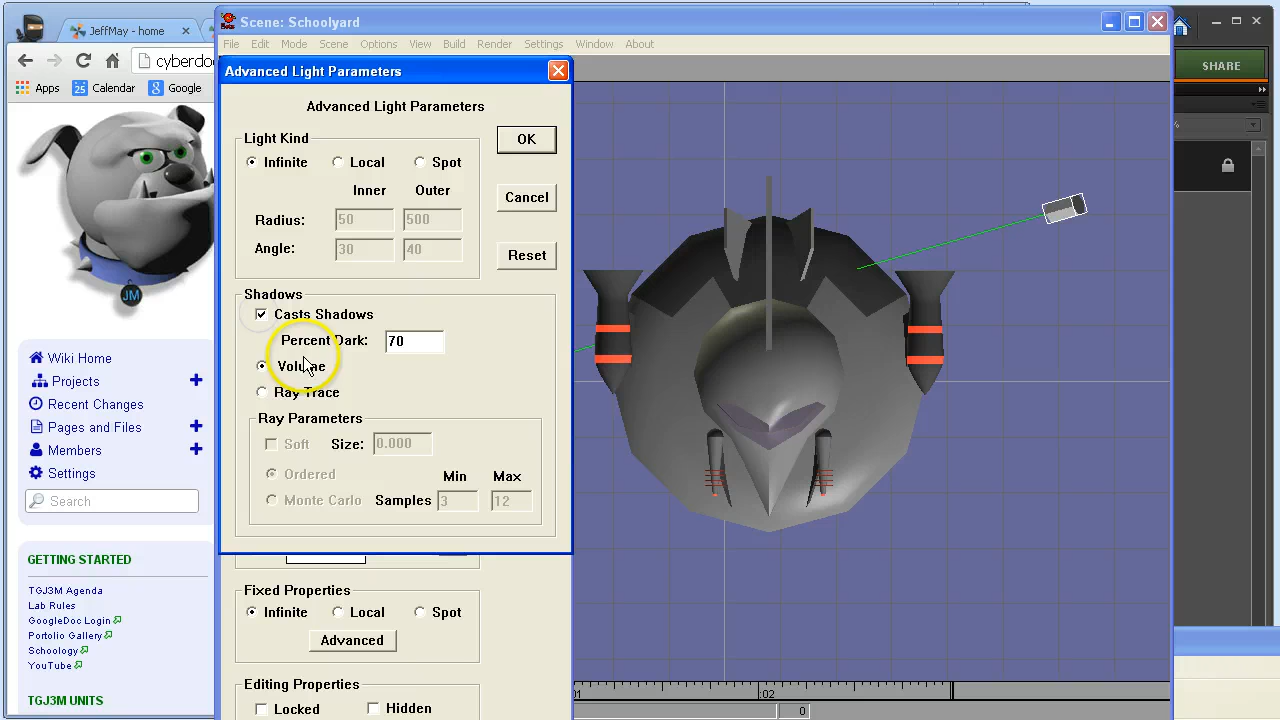 JeffMay - home
cyberdo
Apps
Calendar
Google
25
8
JM
Wiki Home
Projects
Recent Changes
Pages and Files
Members
Settings
Search
GETTING STARTED
TGJ3M Agenda
Lab Rules
GoogleDoc Login
Portolio Gallery
Schoology
YouTube
TGJ3M UNITS
Scene: Schoolyard
File Edit Mode Scene Options View Build Render Settings Window About
Advanced Light Parameters
Advanced Light Parameters
Light Kind
Infinite Local Spot
Inner Outer
Radius: 50 500
Angle: 30 40
OK
Cancel
Reset
Shadows
Casts Shadows
Percent Dark: 70
Volume
Ray Trace
Ray Parameters
Soft Size: 0.000
Ordered Min Max
Monte Carlo Samples 3 12
Fixed Properties
Infinite Local Spot
Advanced
Editing Properties
Locked Hidden
:01 :02
0
SHARE
%